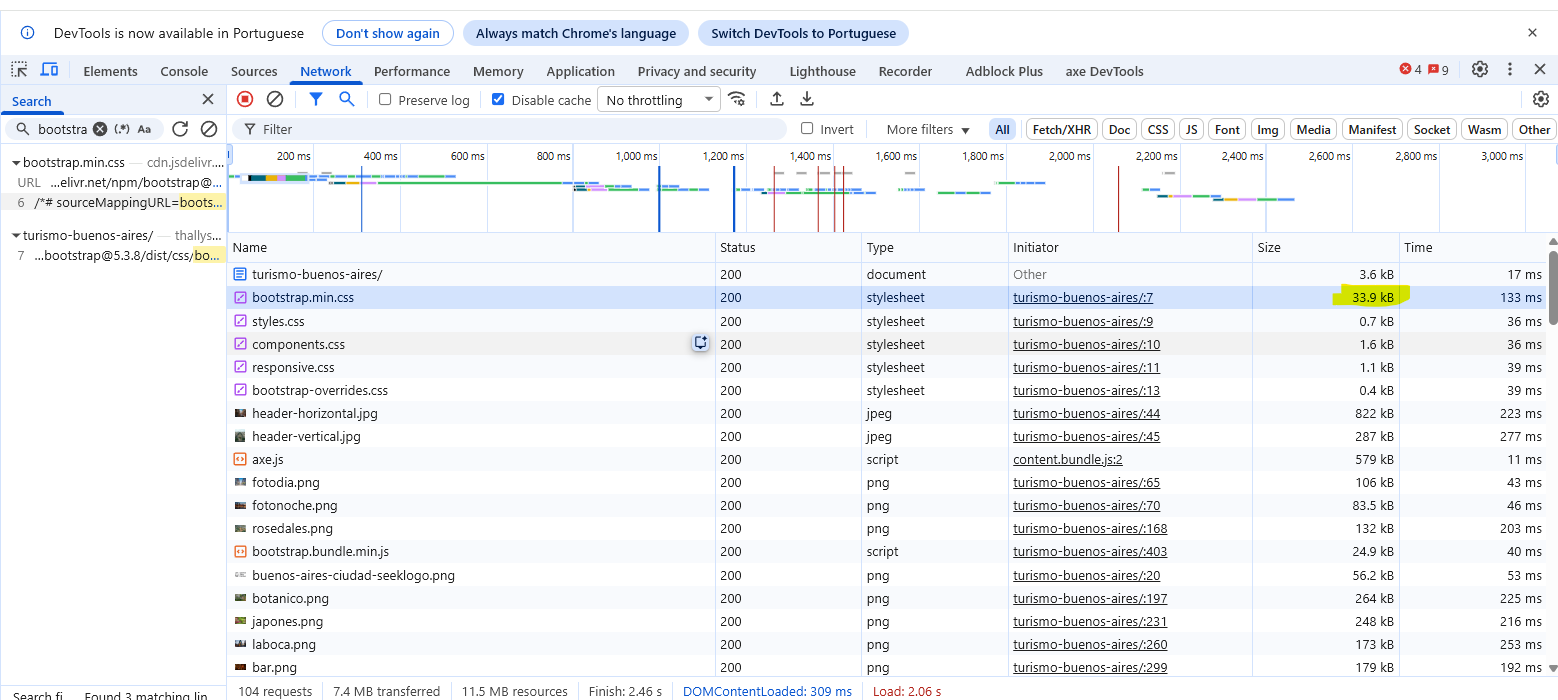 DevTools is now available in Portuguese Don't show again Always match Chrome's language Switch DevTools to Portuguese
Elements Console Sources Network Performance Memory Application Privacy and security Lighthouse Recorder Adblock Plus axe DevTools 4 9
Search Preserve log Disable cache No throttling
bootstra (.*) Aa Filter Invert More filters All Fetch/XHR Doc CSS JS Font Img Media Manifest Socket Wasm Other
200 ms 400 ms 600 ms 800 ms 1,000 ms 1,200 ms 1,400 ms 1,600 ms 1,800 ms 2,000 ms 2,200 ms 2,400 ms 2,600 ms 2,800 ms 3,000 ms
bootstrap.min.css — cdn.jsdelivr....
URL ...elivr.net/npm/bootstrap@...
6 /*# sourceMappingURL=boots...
turismo-buenos-aires/ — thallys...
7 ...bootstrap@5.3.8/dist/css/bo...
Name Status Type Initiator Size Time
turismo-buenos-aires/ 200 document Other 3.6 kB 17 ms
bootstrap.min.css 200 stylesheet turismo-buenos-aires/:7 33.9 kB 133 ms
styles.css 200 stylesheet turismo-buenos-aires/:9 0.7 kB 36 ms
components.css 200 stylesheet turismo-buenos-aires/:10 1.6 kB 36 ms
responsive.css 200 stylesheet turismo-buenos-aires/:11 1.1 kB 39 ms
bootstrap-overrides.css 200 stylesheet turismo-buenos-aires/:13 0.4 kB 39 ms
header-horizontal.jpg 200 jpeg turismo-buenos-aires/:44 822 kB 223 ms
header-vertical.jpg 200 jpeg turismo-buenos-aires/:45 287 kB 277 ms
axe.js 200 script content.bundle.js:2 579 kB 11 ms
fotodia.png 200 png turismo-buenos-aires/:65 106 kB 43 ms
fotonoche.png 200 png turismo-buenos-aires/:70 83.5 kB 46 ms
rosedales.png 200 png turismo-buenos-aires/:168 132 kB 203 ms
bootstrap.bundle.min.js 200 script turismo-buenos-aires/:403 24.9 kB 40 ms
buenos-aires-ciudad-seeklogo.png 200 png turismo-buenos-aires/:20 56.2 kB 53 ms
botanico.png 200 png turismo-buenos-aires/:197 264 kB 225 ms
japones.png 200 png turismo-buenos-aires/:231 248 kB 216 ms
laboca.png 200 png turismo-buenos-aires/:260 173 kB 253 ms
bar.png 200 png turismo-buenos-aires/:299 179 kB 192 ms
Search fi... Found 3 matching lin... 104 requests 7.4 MB transferred 11.5 MB resources Finish: 2.46 s DOMContentLoaded: 309 ms Load: 2.06 s